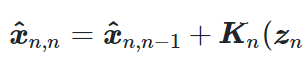 x̂ₙ,ₙ = x̂ₙ,ₙ₋₁ + Kₙ(zₙ